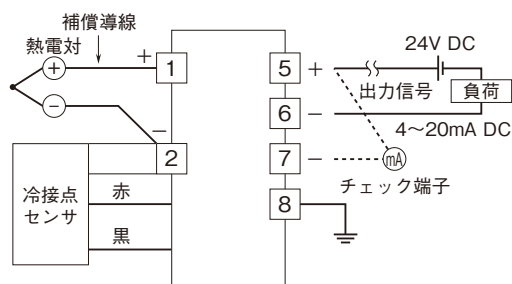 補償導線
熱電対
+
+
−
−
1
2
冷接点
センサ
赤
黒
5
+
6
−
7
−
8
24V DC
出力信号
負荷
4～20mA DC
mA
チェック端子